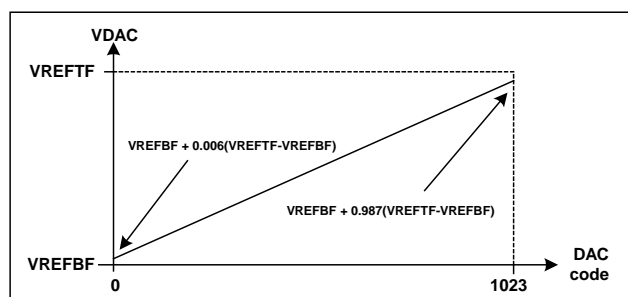 VDAC
VREFTF
VREFBF + 0.006(VREFTF-VREFBF)
VREFBF + 0.987(VREFTF-VREFBF)
VREFBF
DAC
code
0
1023